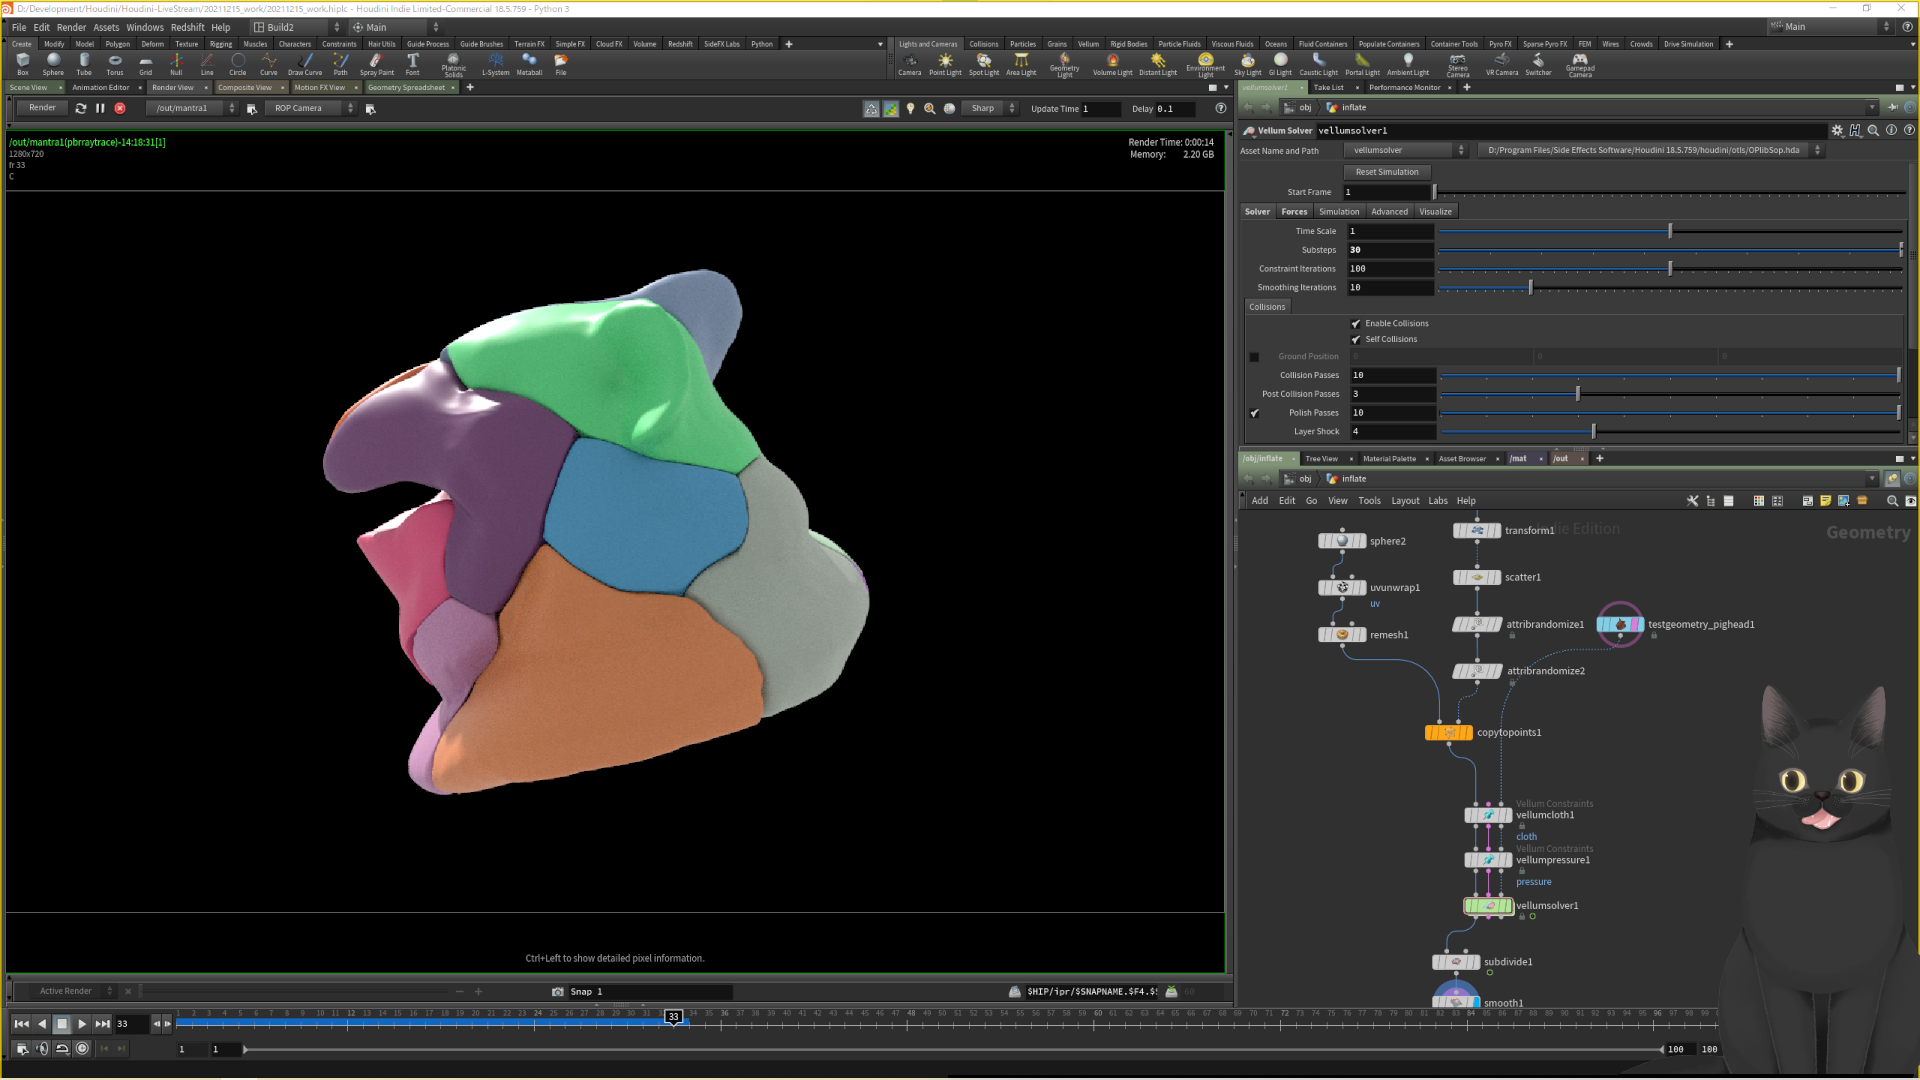 D:/Development/Houdini/Houdini-LiveStream/20211215_work/20211215_work.hiplc - Houdini Indie Limited-Commercial 18.5.759 - Python 3
File Edit Render Assets Windows Redshift Help Build2 Main Main
Create Modify Model Polygon Deform Texture Rigging Muscles Characters Constraints Hair Utils Guide Process Guide Brushes Terrain FX Simple FX Cloud FX Volume Redshift SideFX Labs Python
Lights and Cameras Collisions Particles Grains Vellum Rigid Bodies Particle Fluids Viscous Fluids Oceans Fluid Containers Populate Containers Container Tools Pyro FX Sparse Pyro FX FEM Wires Crowds Drive Simulation
Box Sphere Tube Torus Grid Null Line Circle Curve Draw Curve Path Spray Paint Font Platonic Solids L-System Metaball File
Camera Point Light Spot Light Area Light Geometry Light Volume Light Distant Light Environment Light Sky Light GI Light Caustic Light Portal Light Ambient Light Stereo Camera VR Camera Switcher Gamepad Camera
Scene View Animation Editor Render View Composite View Motion FX View Geometry Spreadsheet
vellumsolver1 Take List Performance Monitor
Render /out/mantra1 ROP Camera Sharp Update Time 1 Delay 0.1
obj inflate
/out/mantra1(pbrraytrace)-14:18:31[1]
1280x720
fr 33
C
Render Time: 0:00:14
Memory: 2.20 GB
Vellum Solver vellumsolver1
Asset Name and Path vellumsolver D:/Program Files/Side Effects Software/Houdini 18.5.759/houdini/otls/OPlibSop.hda
Reset Simulation
Start Frame 1
Solver Forces Simulation Advanced Visualize
Time Scale 1
Substeps 30
Constraint Iterations 100
Smoothing Iterations 10
Collisions
Enable Collisions
Self Collisions
Ground Position 0 0 0
Collision Passes 10
Post Collision Passes 3
Polish Passes 10
Layer Shock 4
/obj/inflate Tree View Material Palette Asset Browser /mat /out
obj inflate
Add Edit Go View Tools Layout Labs Help
Indie Edition
Geometry
transform1
sphere2
scatter1
uvunwrap1
uv
attribrandomize1
testgeometry_pighead1
remesh1
attribrandomize2
copytopoints1
Vellum Constraints
vellumcloth1
cloth
Vellum Constraints
vellumpressure1
pressure
vellumsolver1
subdivide1
smooth1
Ctrl+Left to show detailed pixel information.
Active Render Snap 1 $HIP/ipr/$SNAPNAME.$F4.$
33 33
1 1 100 100